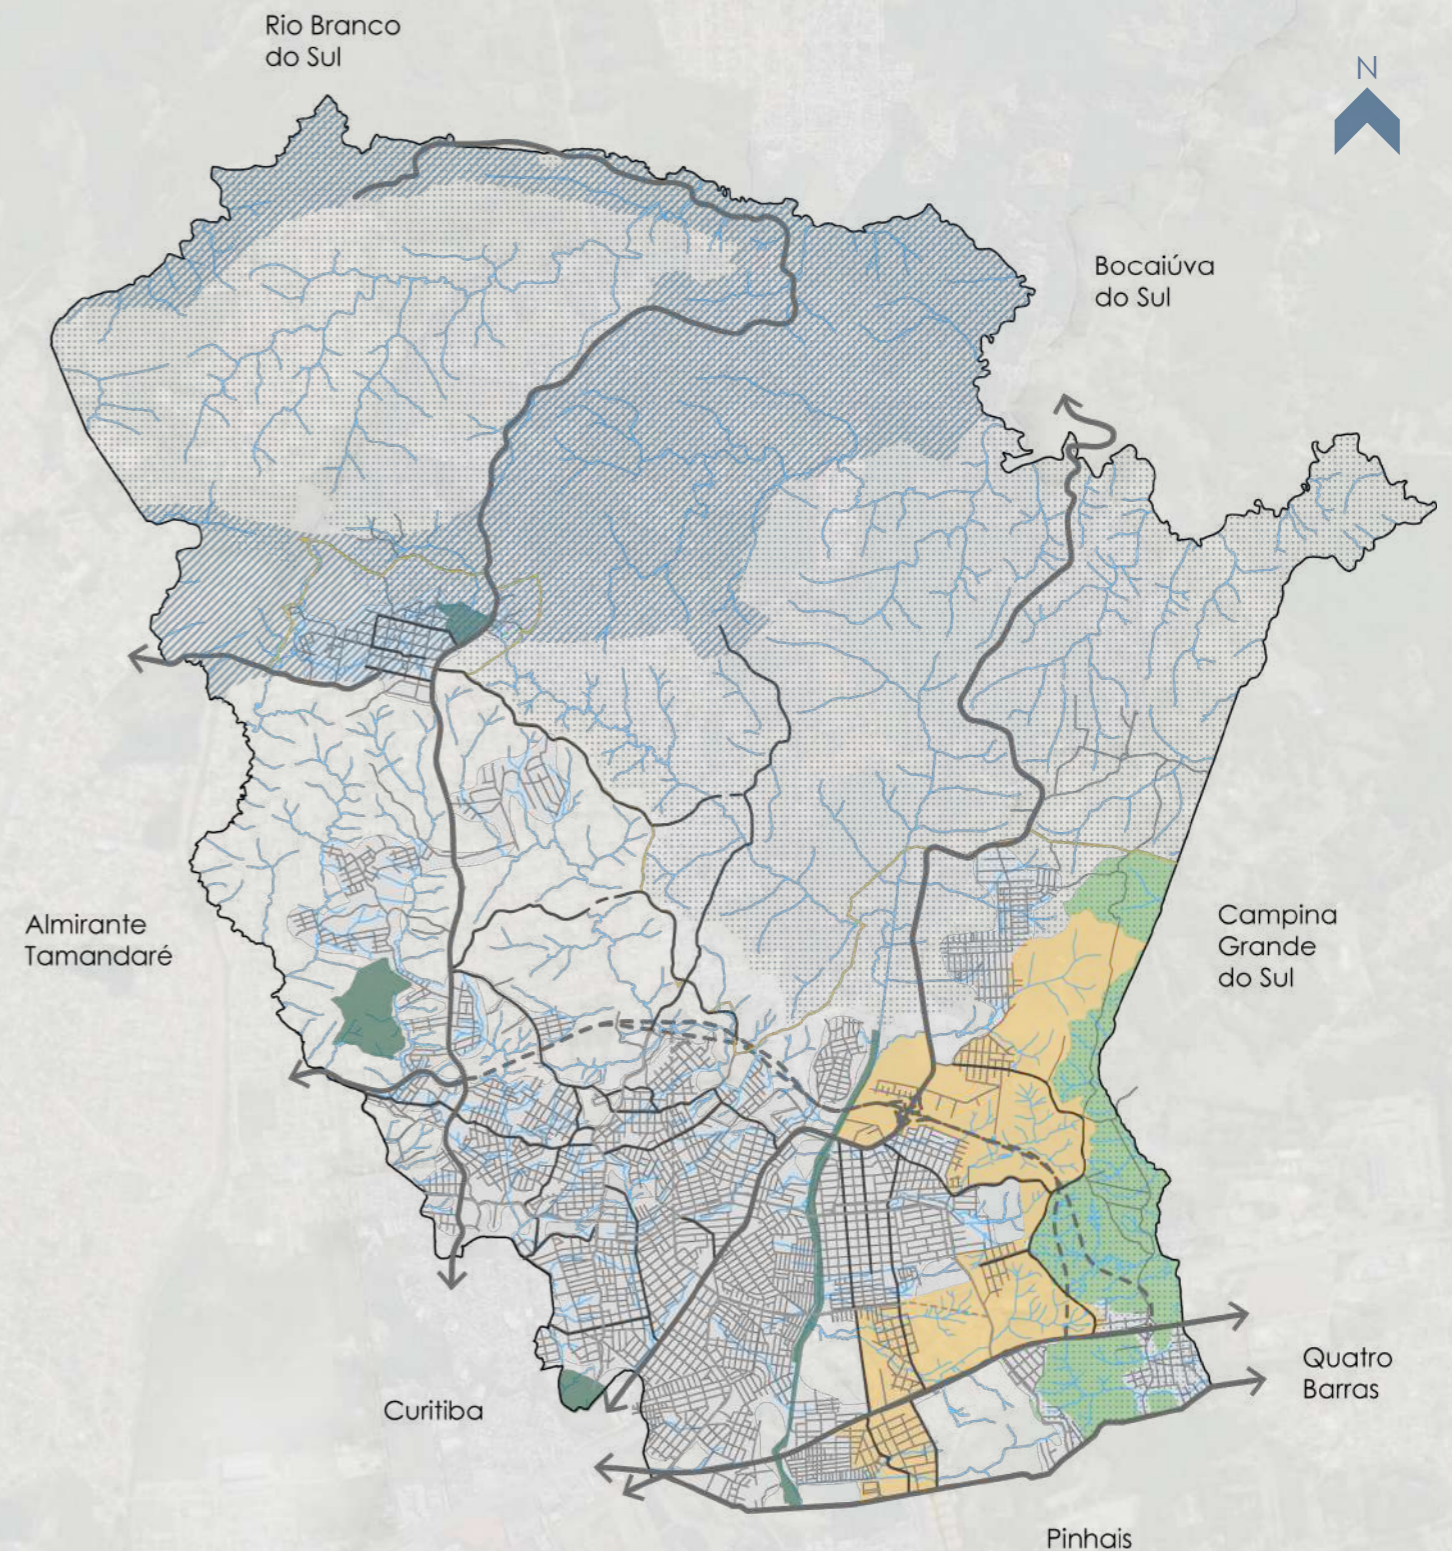 Rio Branco
do Sul
N
Bocaiúva
do Sul
Almirante
Tamandaré
Campina
Grande
do Sul
Quatro
Barras
Curitiba
Pinhais